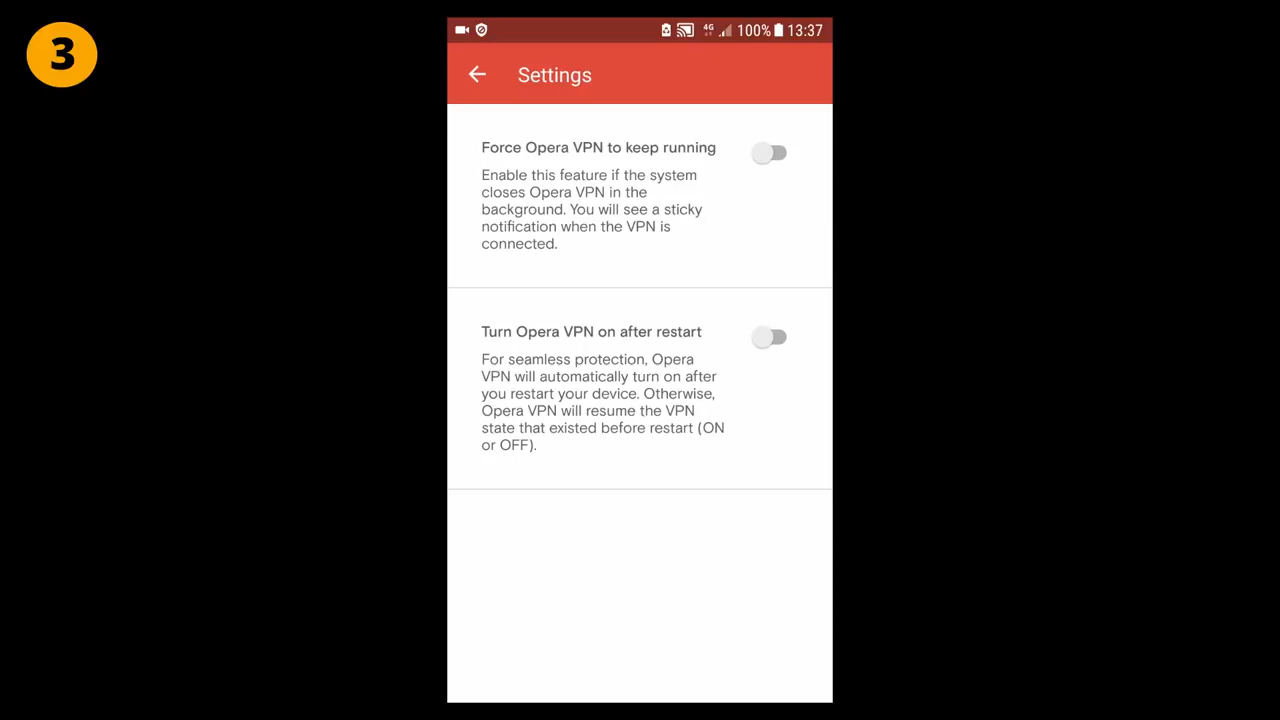 3
4G 100% 13:37
Settings
Force Opera VPN to keep running
Enable this feature if the system
closes Opera VPN in the
background. You will see a sticky
notification when the VPN is
connected.
Turn Opera VPN on after restart
For seamless protection, Opera
VPN will automatically turn on after
you restart your device. Otherwise,
Opera VPN will resume the VPN
state that existed before restart (ON
or OFF).